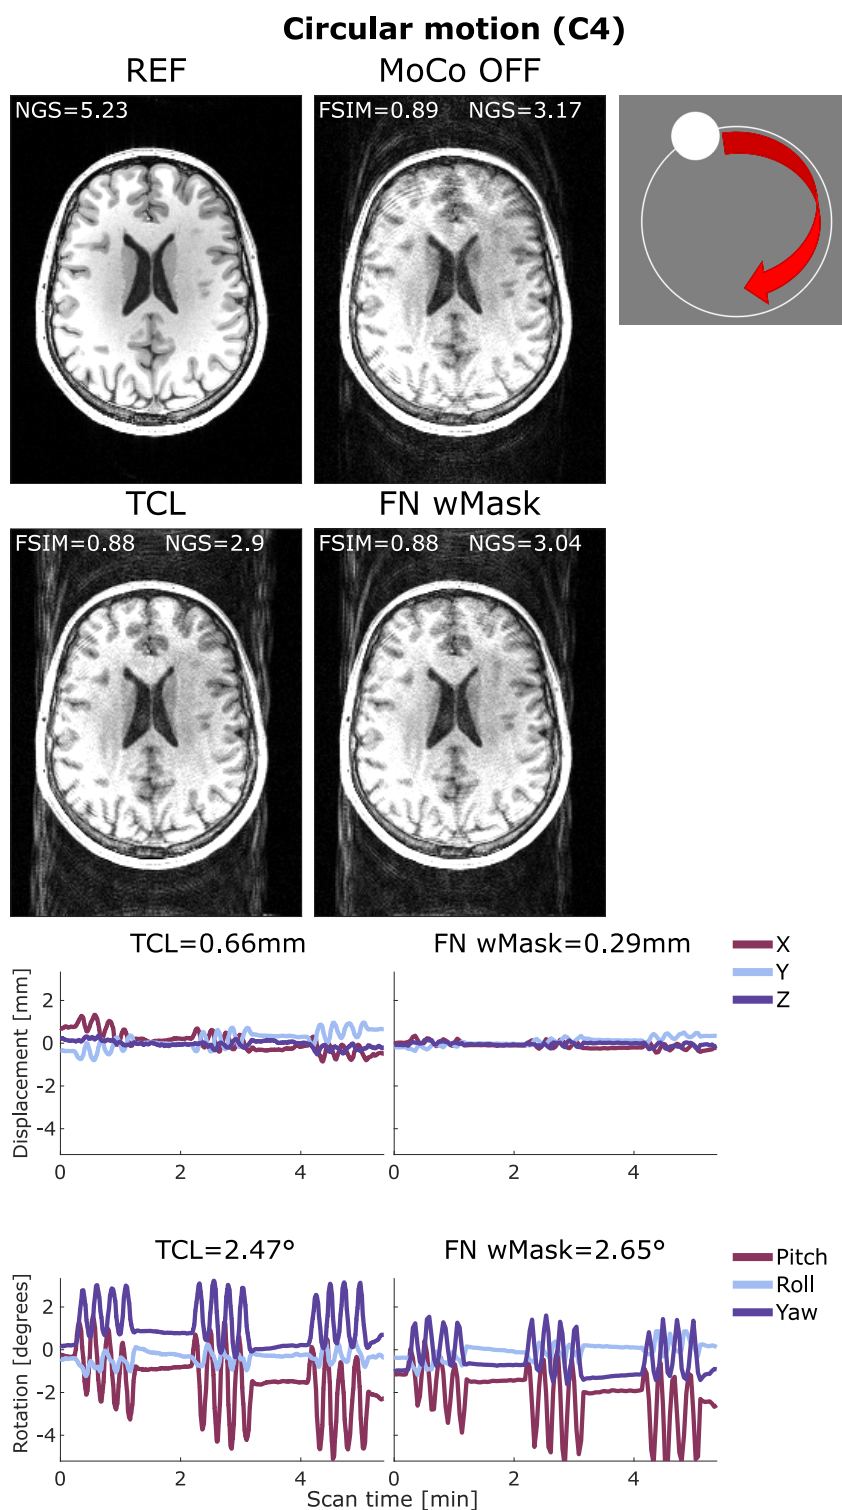 Circular motion (C4)
REF
MoCo OFF
NGS=5.23
FSIM=0.89 NGS=3.17
TCL
FN wMask
FSIM=0.88 NGS=2.9
FSIM=0.88 NGS=3.04
TCL=0.66mm
FN wMask=0.29mm
X
Y
Z
Displacement [mm]
2
0
-2
-4
0 2 4
0 2 4
TCL=2.47°
FN wMask=2.65°
Pitch
Roll
Yaw
Rotation [degrees]
2
0
-2
-4
0 2 4
0 2 4
Scan time [min]